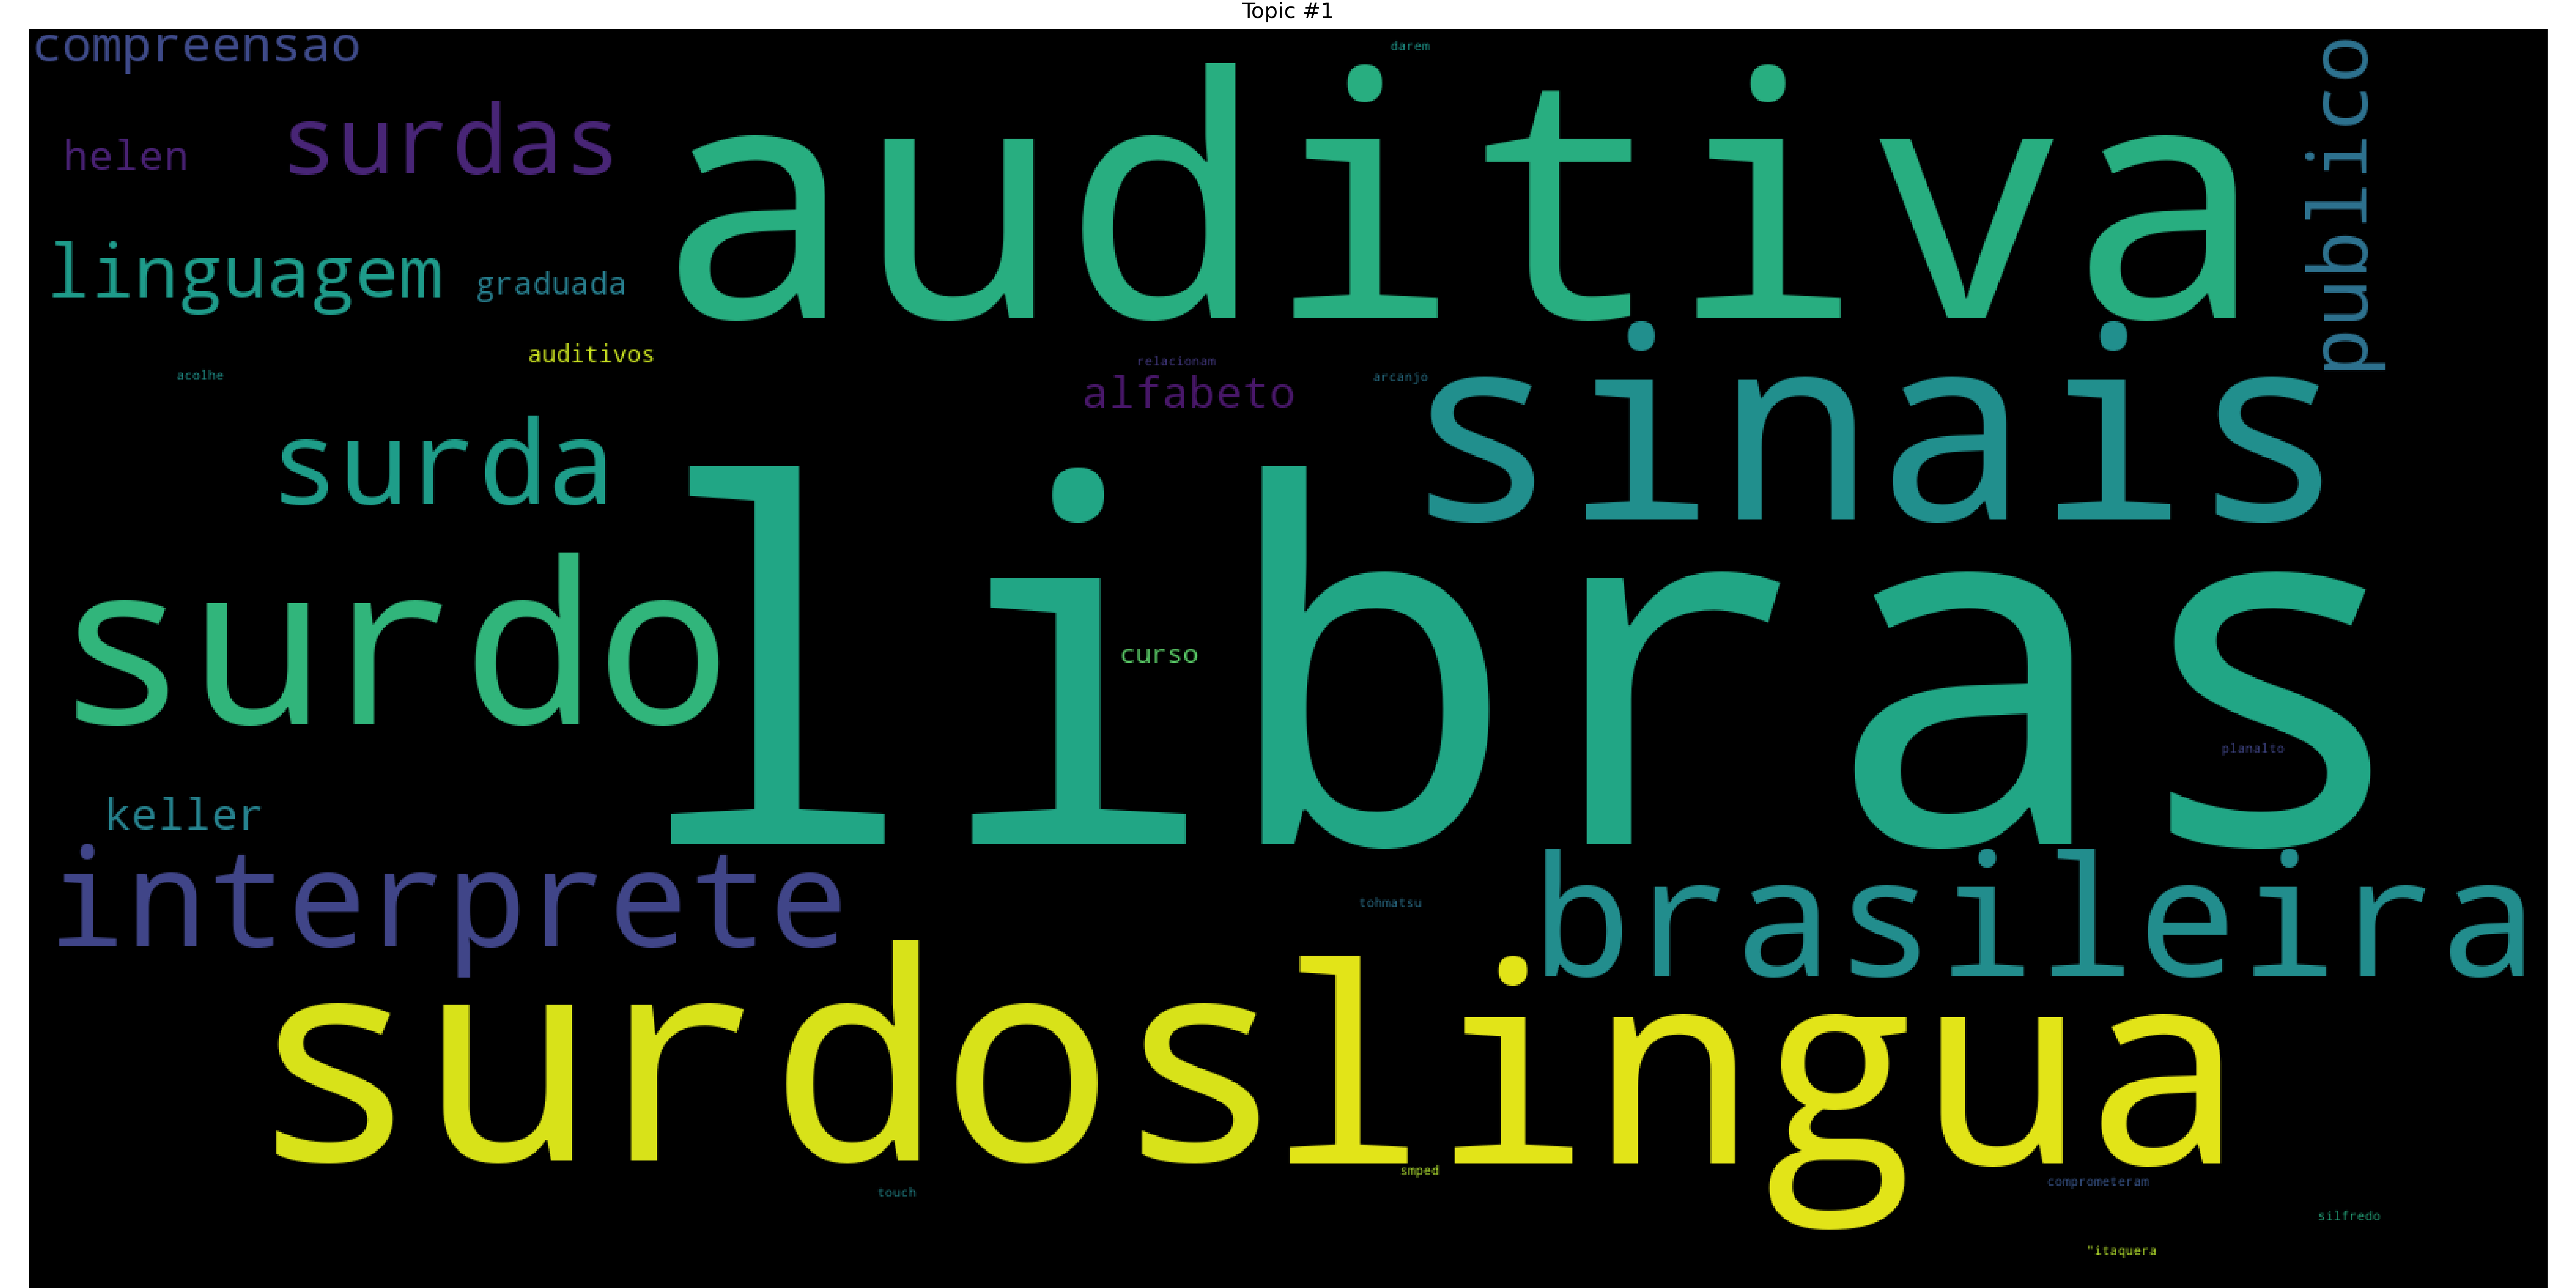 Topic #1
compreensao
darem
publico
surdas
helen
auditiva
linguagem
graduada
auditivos
relacionam
acolhe
arcanjo
alfabeto
sinais
surda
libras
surdo
curso
planalto
keller
interprete
tohmatsu
brasileira
surdos
lingua
smped
touch
comprometeram
silfredo
"itaquera